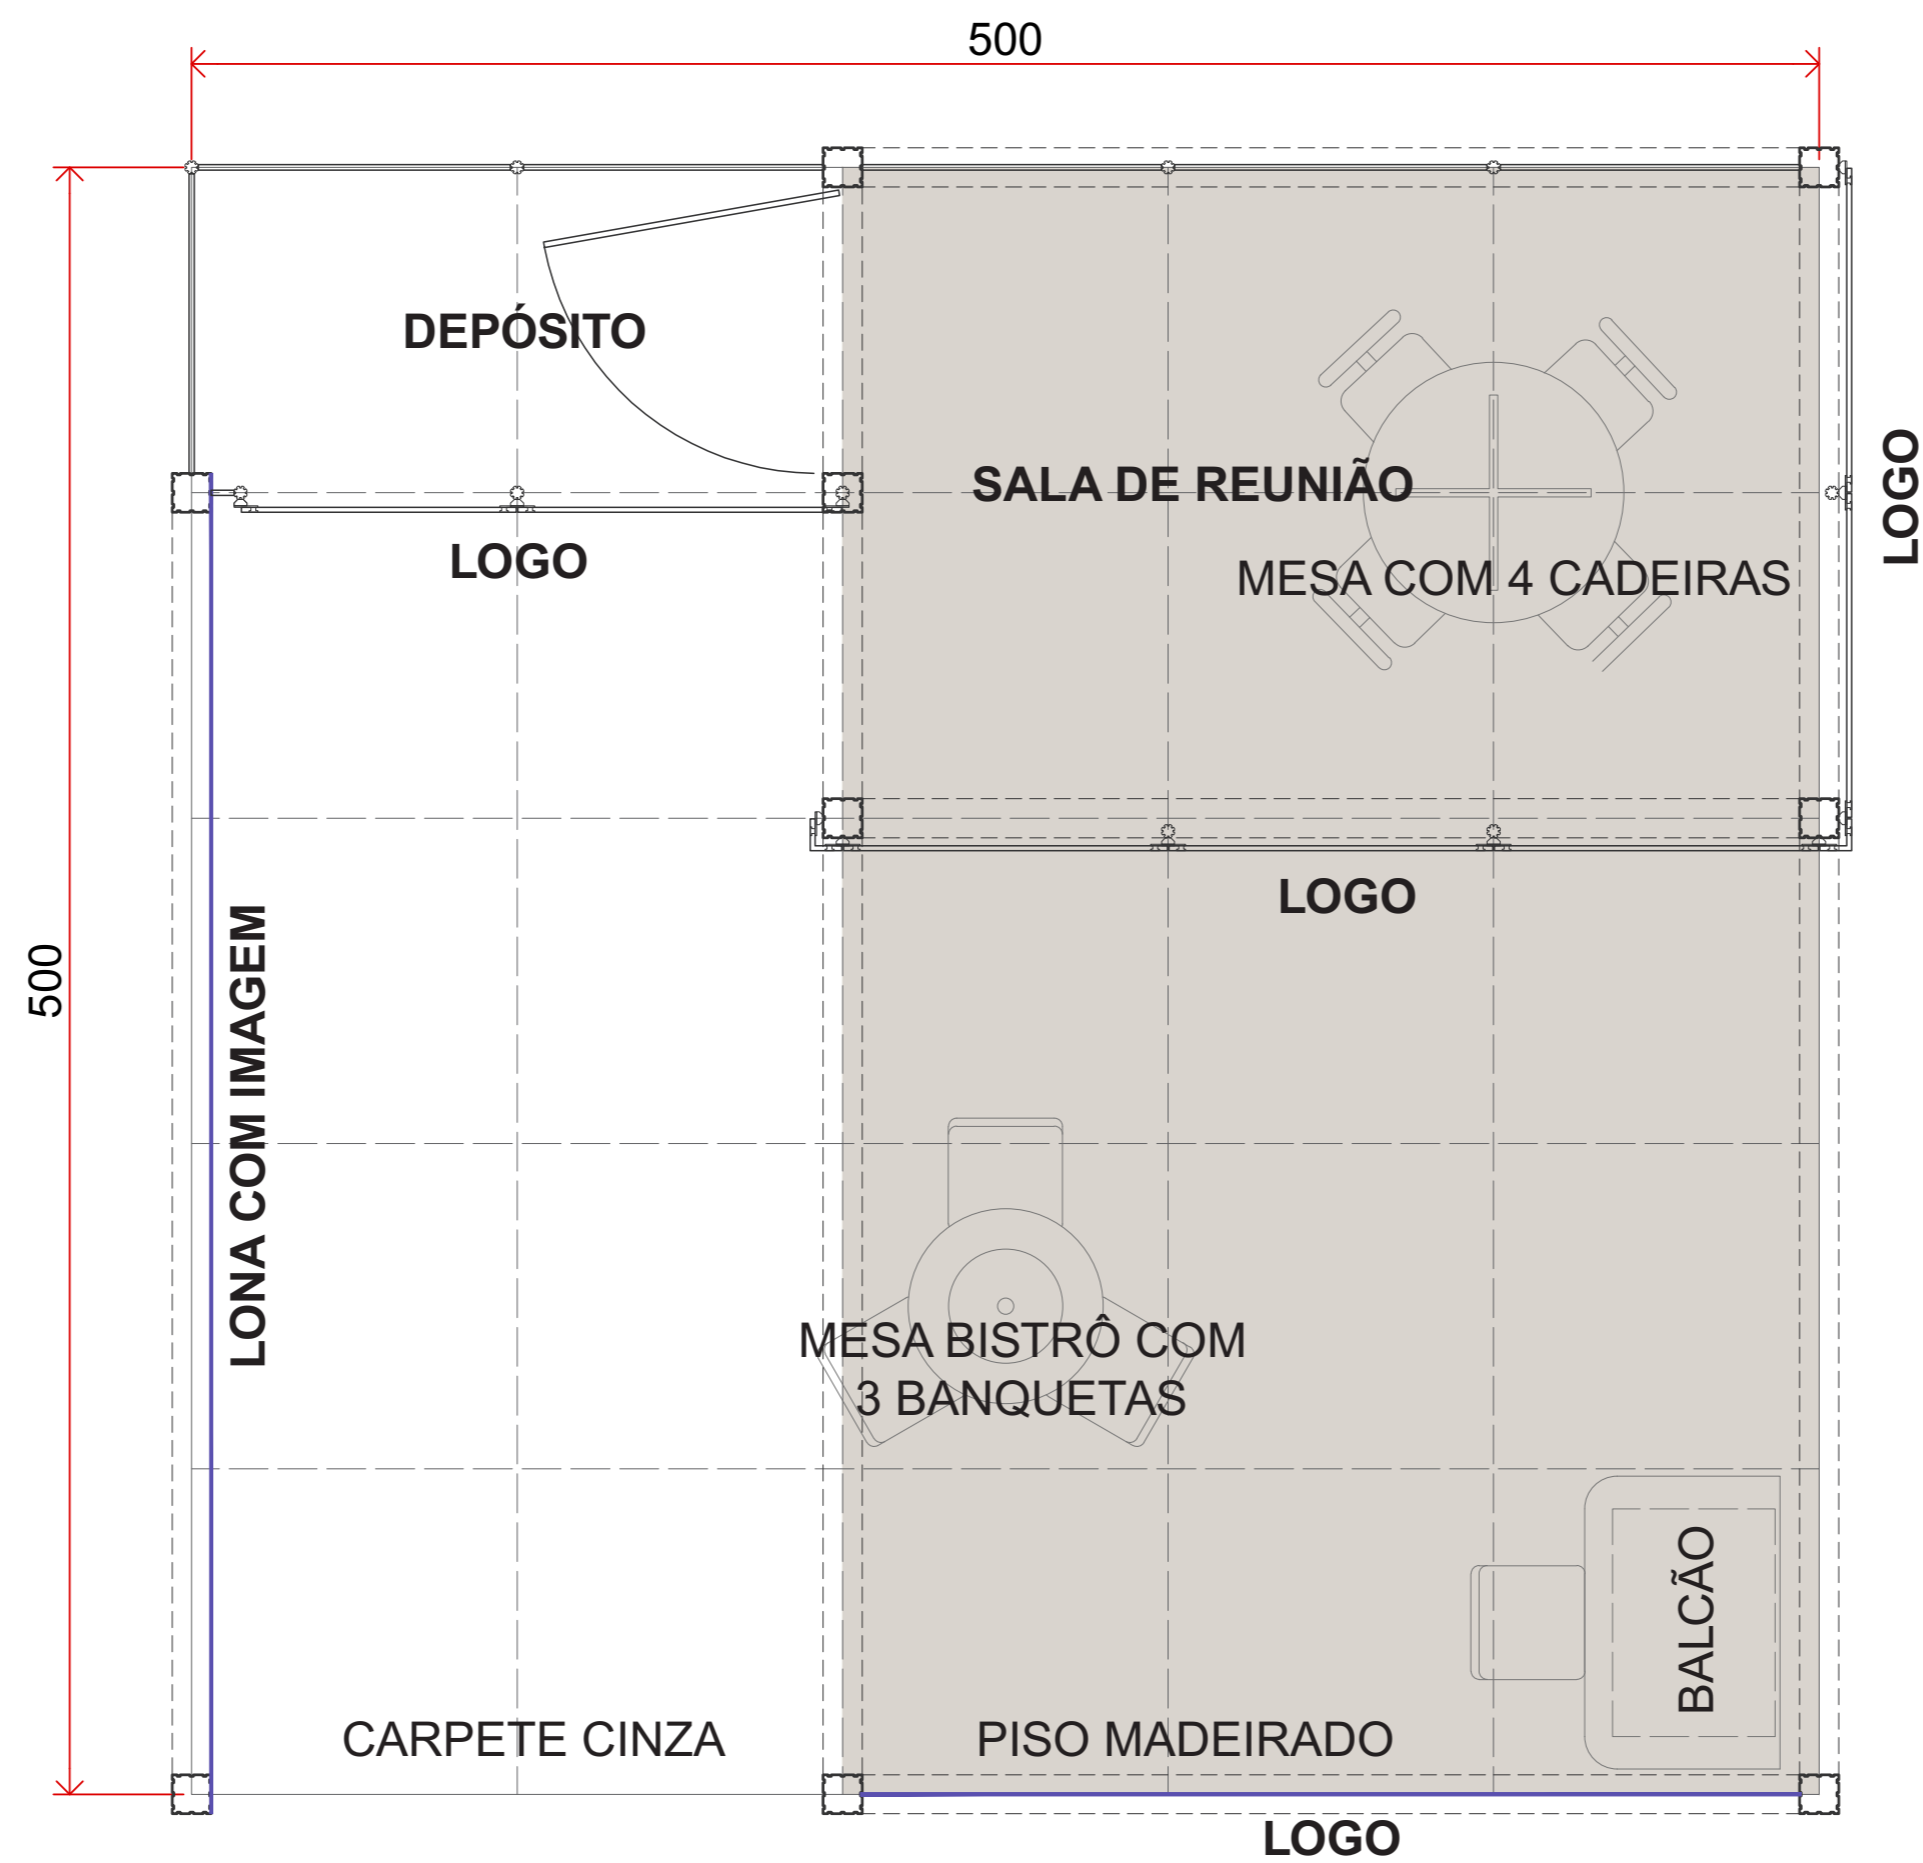 500
DEPÓSITO
SALA DE REUNIÃO
LOGO
LOGO
MESA COM 4 CADEIRAS
LOGO
500
LONA COM IMAGEM
MESA BISTRÔ COM
3 BANQUETAS
BALCÃO
CARPETE CINZA
PISO MADEIRADO
LOGO